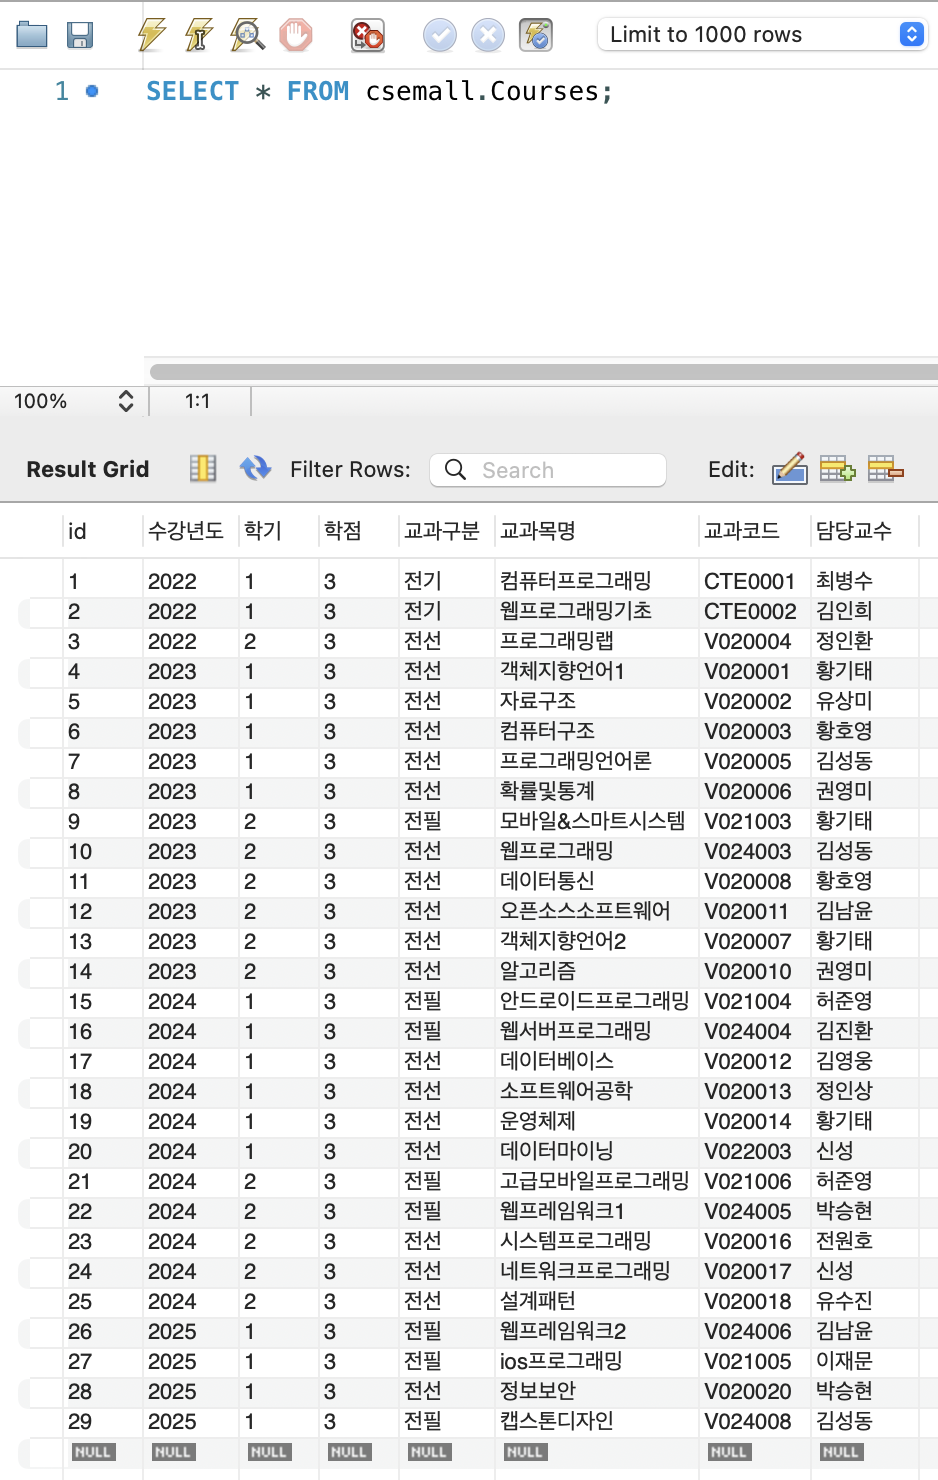 Limit to 1000 rows
1 SELECT * FROM csemall.Courses;
100% 1:1
Result Grid Filter Rows: Search Edit:
id 수강년도 학기 학점 교과구분 교과목명 교과코드 담당교수
1 2022 1 3 전기 컴퓨터프로그래밍 CTE0001 최병수
2 2022 1 3 전기 웹프로그래밍기초 CTE0002 김인희
3 2022 2 3 전선 프로그래밍랩 V020004 정인환
4 2023 1 3 전선 객체지향언어1 V020001 황기태
5 2023 1 3 전선 자료구조 V020002 유상미
6 2023 1 3 전선 컴퓨터구조 V020003 황호영
7 2023 1 3 전선 프로그래밍언어론 V020005 김성동
8 2023 1 3 전선 확률및통계 V020006 권영미
9 2023 2 3 전필 모바일&스마트시스템 V021003 황기태
10 2023 2 3 전선 웹프로그래밍 V024003 김성동
11 2023 2 3 전선 데이터통신 V020008 황호영
12 2023 2 3 전선 오픈소스소프트웨어 V020011 김남윤
13 2023 2 3 전선 객체지향언어2 V020007 황기태
14 2023 2 3 전선 알고리즘 V020010 권영미
15 2024 1 3 전필 안드로이드프로그래밍 V021004 허준영
16 2024 1 3 전필 웹서버프로그래밍 V024004 김진환
17 2024 1 3 전선 데이터베이스 V020012 김영웅
18 2024 1 3 전선 소프트웨어공학 V020013 정인상
19 2024 1 3 전선 운영체제 V020014 황기태
20 2024 1 3 전선 데이터마이닝 V022003 신성
21 2024 2 3 전필 고급모바일프로그래밍 V021006 허준영
22 2024 2 3 전필 웹프레임워크1 V024005 박승현
23 2024 2 3 전선 시스템프로그래밍 V020016 전원호
24 2024 2 3 전선 네트워크프로그래밍 V020017 신성
25 2024 2 3 전선 설계패턴 V020018 유수진
26 2025 1 3 전필 웹프레임워크2 V024006 김남윤
27 2025 1 3 전필 ios프로그래밍 V021005 이재문
28 2025 1 3 전선 정보보안 V020020 박승현
29 2025 1 3 전필 캡스톤디자인 V024008 김성동
NULL NULL NULL NULL NULL NULL NULL NULL